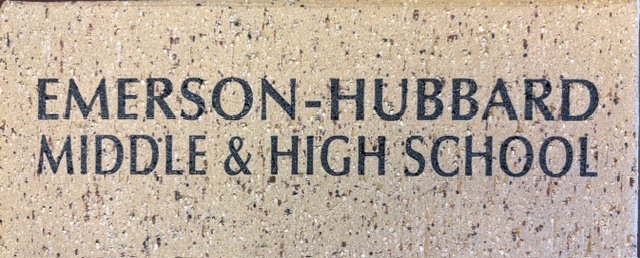 EMERSON-HUBBARD
MIDDLE & HIGH SCHOOL